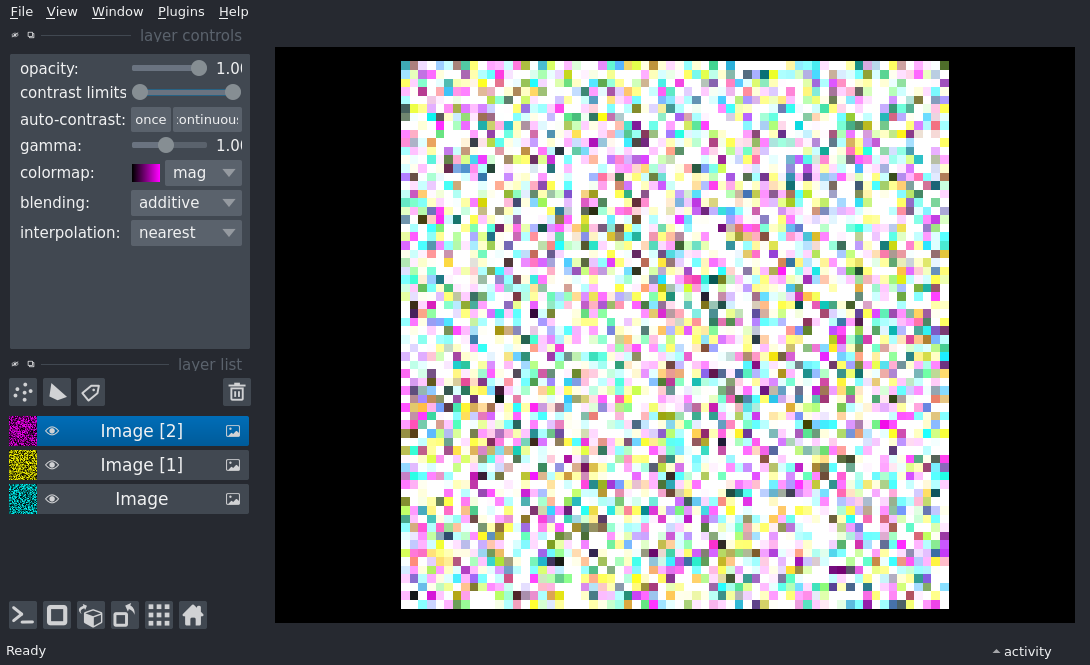 File View Window Plugins Help
layer controls
opacity: 1.0
contrast limits
auto-contrast: once continuous
gamma: 1.0
colormap: mag
blending: additive
interpolation: nearest
layer list
Image [2]
Image [1]
Image
Ready
activity